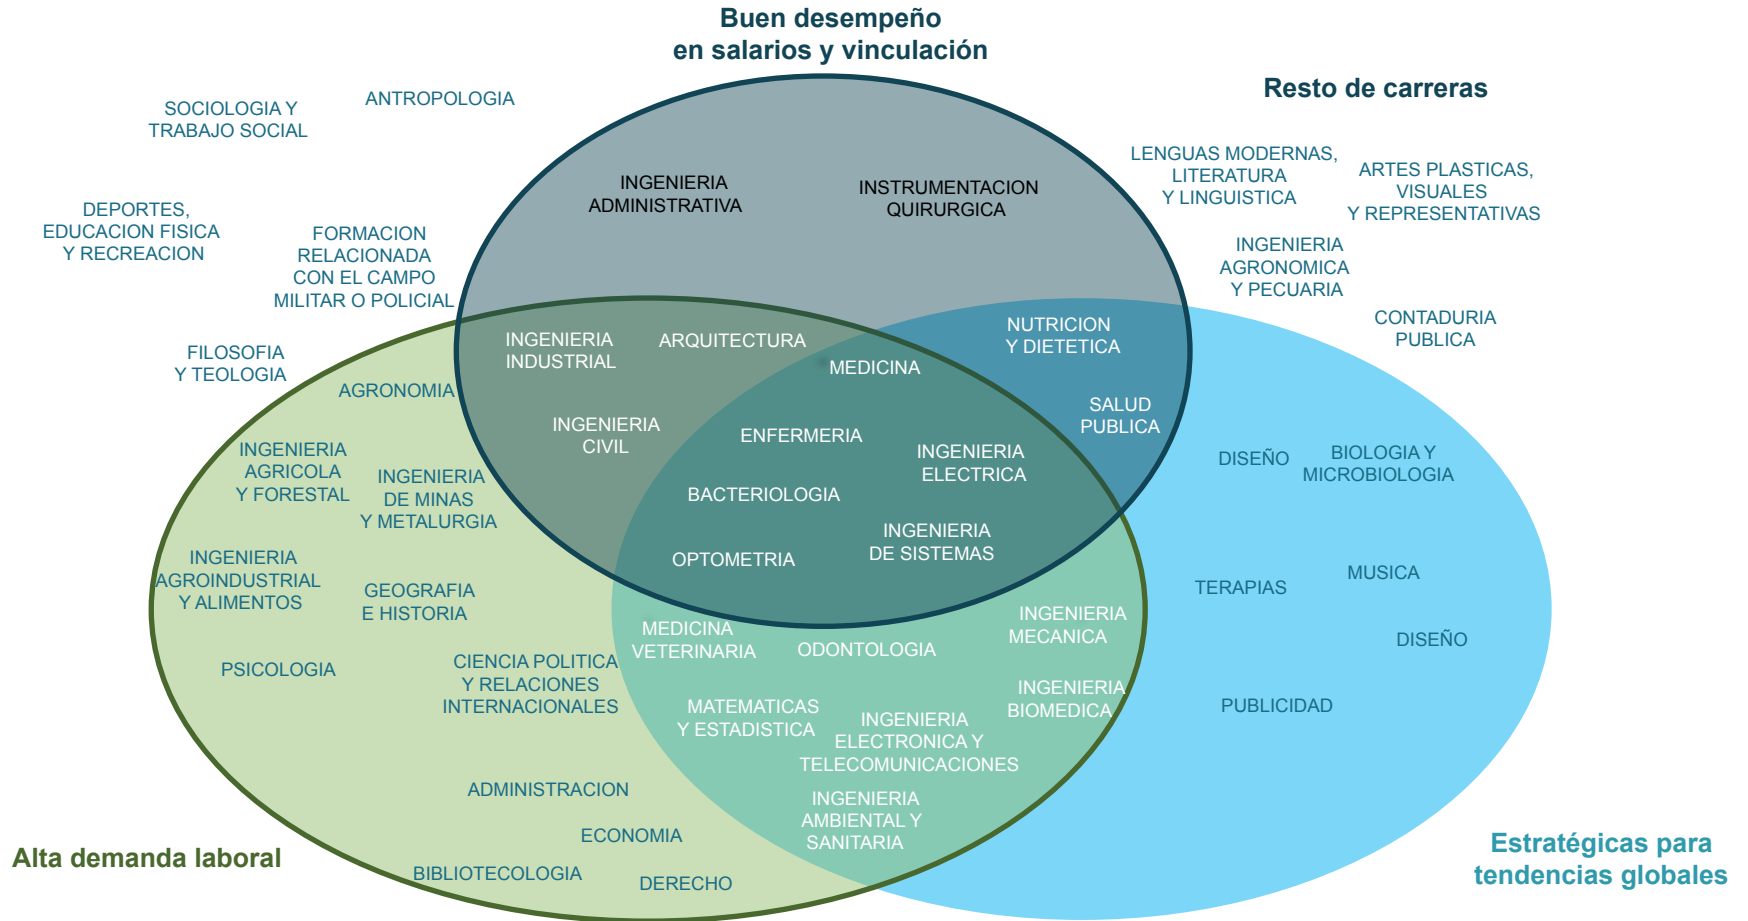 Buen desempeño
en salarios y vinculación
Resto de carreras
SOCIOLOGIA Y
TRABAJO SOCIAL
ANTROPOLOGIA
DEPORTES,
EDUCACION FISICA
Y RECREACION
FORMACION
RELACIONADA
CON EL CAMPO
MILITAR O POLICIAL
FILOSOFIA
Y TEOLOGIA
LENGUAS MODERNAS,
LITERATURA
Y LINGUISTICA
ARTES PLASTICAS,
VISUALES
Y REPRESENTATIVAS
INGENIERIA
AGRONOMICA
Y PECUARIA
CONTADURIA
PUBLICA
INGENIERIA
ADMINISTRATIVA
INSTRUMENTACION
QUIRURGICA
INGENIERIA
INDUSTRIAL
ARQUITECTURA
INGENIERIA
CIVIL
NUTRICION
Y DIETETICA
SALUD
PUBLICA
MEDICINA
ENFERMERIA
INGENIERIA
ELECTRICA
BACTERIOLOGIA
INGENIERIA
DE SISTEMAS
OPTOMETRIA
AGRONOMIA
INGENIERIA
AGRICOLA
Y FORESTAL
INGENIERIA
DE MINAS
Y METALURGIA
INGENIERIA
AGROINDUSTRIAL
Y ALIMENTOS
GEOGRAFIA
E HISTORIA
PSICOLOGIA
CIENCIA POLITICA
Y RELACIONES
INTERNACIONALES
ADMINISTRACION
ECONOMIA
BIBLIOTECOLOGIA
DERECHO
MEDICINA
VETERINARIA
ODONTOLOGIA
INGENIERIA
MECANICA
INGENIERIA
BIOMEDICA
MATEMATICAS
Y ESTADISTICA
INGENIERIA
ELECTRONICA Y
TELECOMUNICACIONES
INGENIERIA
AMBIENTAL Y
SANITARIA
DISEÑO
BIOLOGIA Y
MICROBIOLOGIA
TERAPIAS
MUSICA
DISEÑO
PUBLICIDAD
Alta demanda laboral
Estratégicas para
tendencias globales